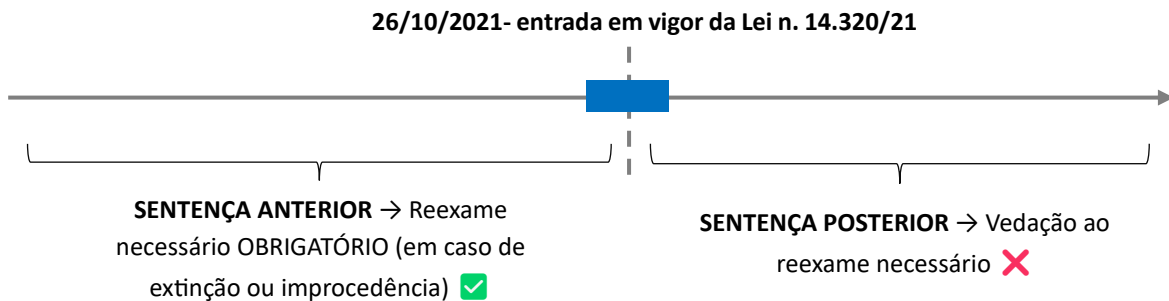 26/10/2021- entrada em vigor da Lei n. 14.320/21
SENTENÇA ANTERIOR → Reexame
necessário OBRIGATÓRIO (em caso de
extinção ou improcedência) ✅
SENTENÇA POSTERIOR → Vedação ao
reexame necessário ❌